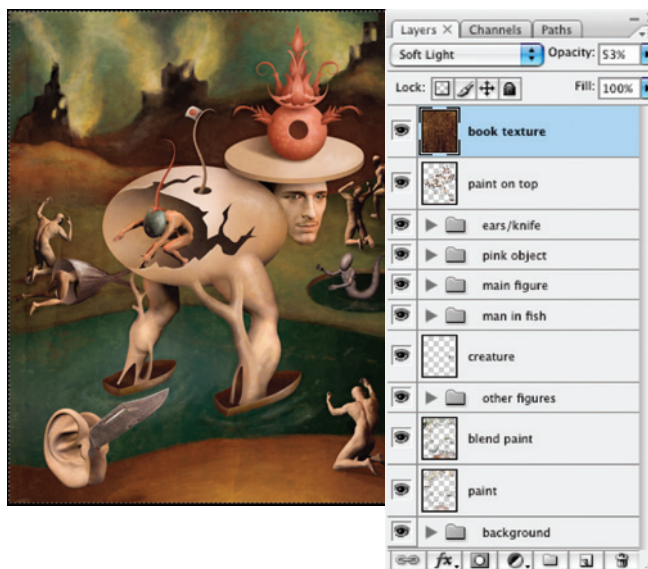 Layers × Channels Paths
Soft Light Opacity: 53%
Lock: Fill: 100%
book texture
paint on top
ears/knife
pink object
main figure
man in fish
creature
other figures
blend paint
paint
background
fx.